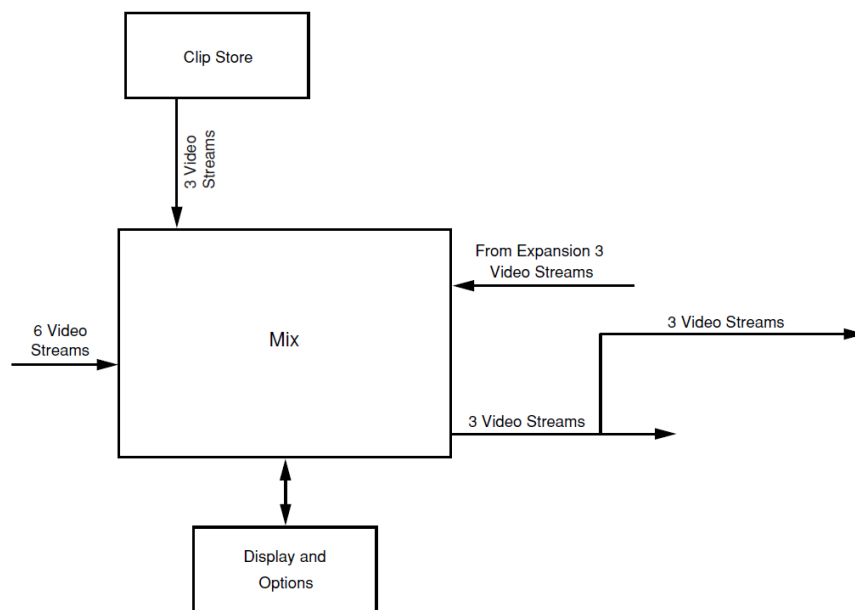 Clip Store
3 Video
Streams
From Expansion 3
Video Streams
3 Video Streams
6 Video
Streams
Mix
3 Video Streams
Display and
Options